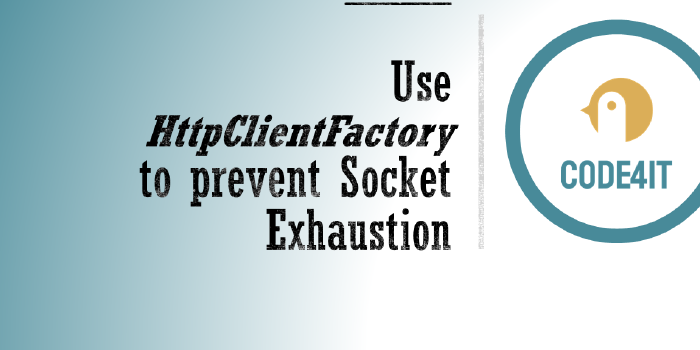 Use
HttpClientFactory
to prevent Socket
Exhaustion
CODE4IT